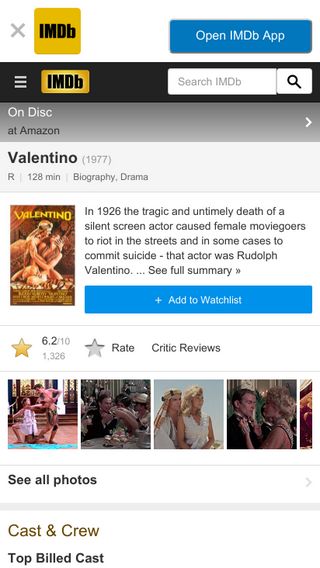 IMDb
Open IMDb App
IMDb
Search IMDb
On Disc
at Amazon
Valentino (1977)
R | 128 min | Biography, Drama
VALENTINO
In 1926 the tragic and untimely death of a
silent screen actor caused female moviegoers
to riot in the streets and in some cases to
commit suicide - that actor was Rudolph
Valentino. ... See full summary »
+ Add to Watchlist
6.2/10
1,326
Rate
Critic Reviews
See all photos
Cast & Crew
Top Billed Cast